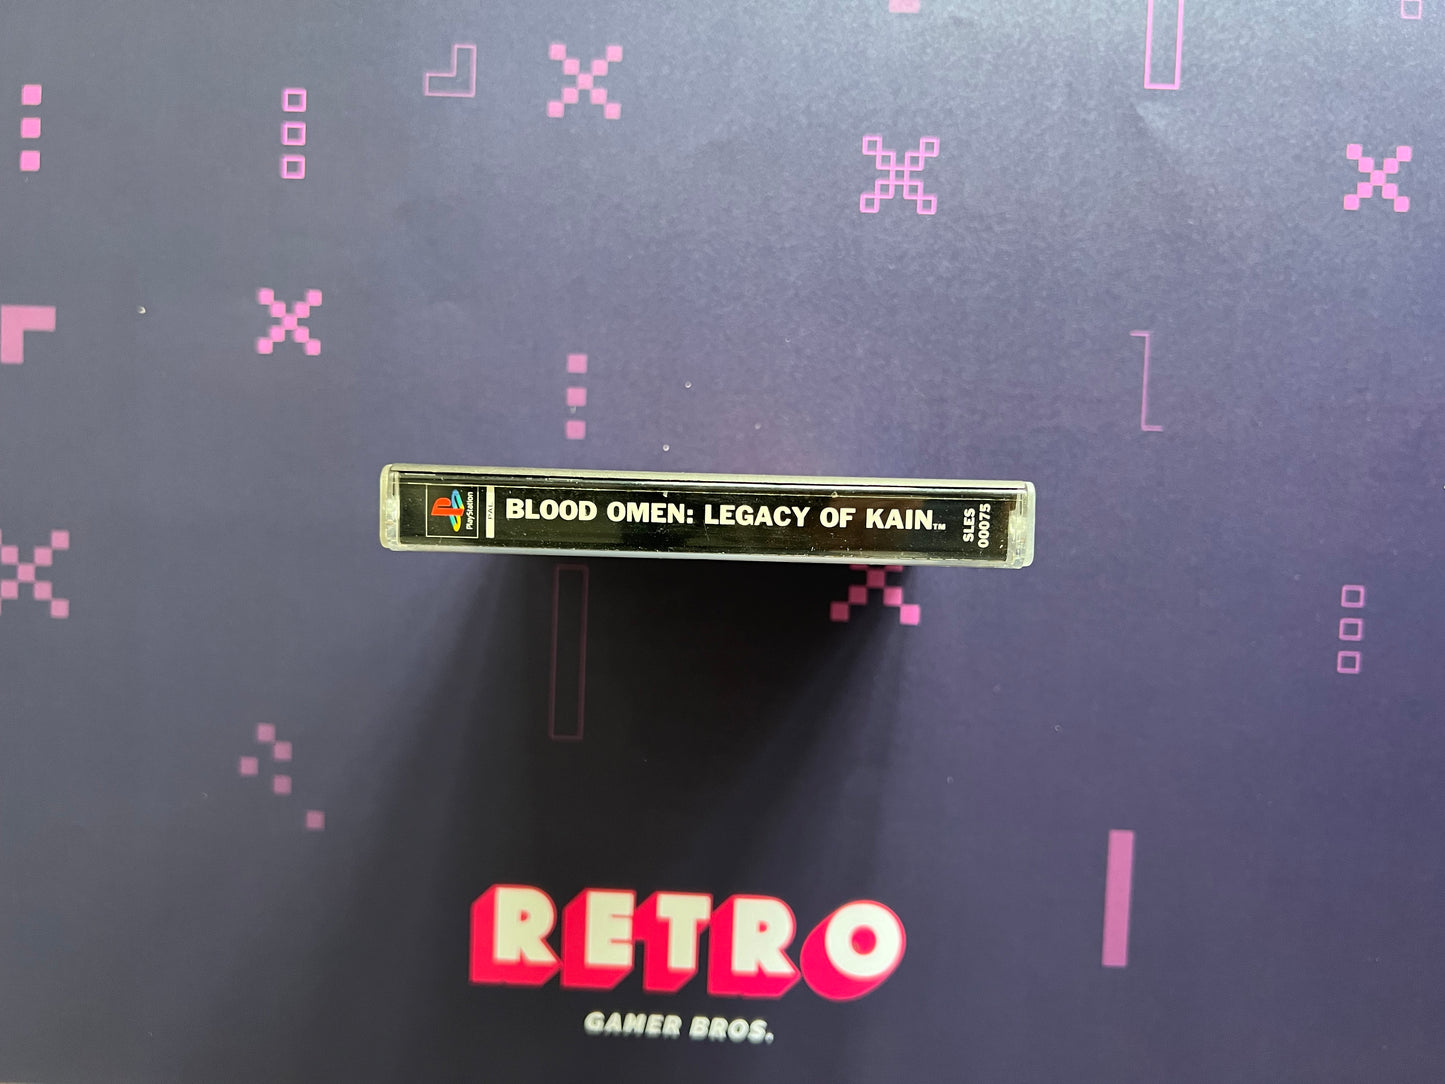 PlayStation
PAL
BLOOD OMEN: LEGACY OF KAIN™
SLES
00075
RETRO
GAMER BROS.